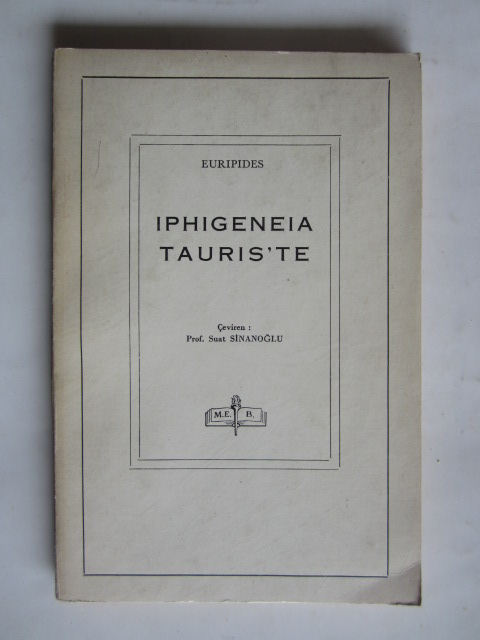 EURIPIDES
IPHIGENEIA
TAURIS'TE
Çeviren :
Prof. Suat SİNANOĞLU
M.E. B.